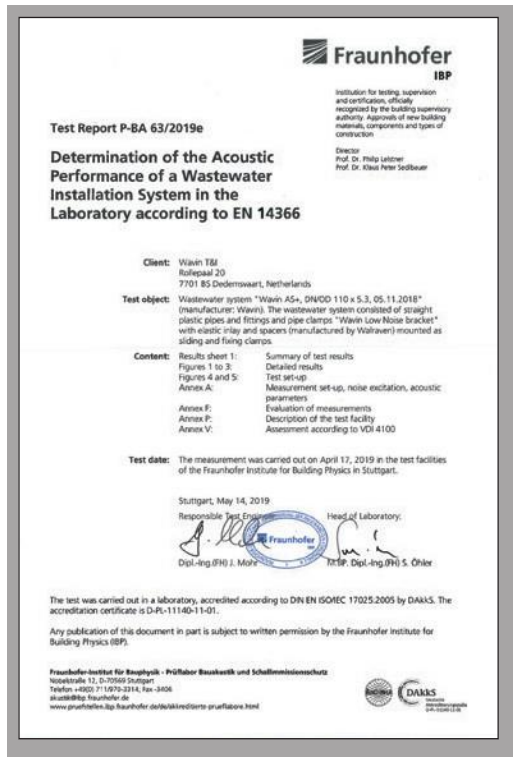 Fraunhofer
IBP
Institution for testing, supervision
and certification, officially
recognized by the building supervisory
authority. Approvals of new building
materials, components and types of
construction
Director
Prof. Dr. Philip Leistner
Prof. Dr. Klaus Peter Sedlbauer
Test Report P-BA 63/2019e
Determination of the Acoustic
Performance of a Wastewater
Installation System in the
Laboratory according to EN 14366
Client: Wavin T&I
Rollepaal 20
7701 BS Dedemsvaart, Netherlands
Test object: Wastewater system "Wavin AS+, DN/OD 110 x 5.3, 05.11.2018"
(manufacturer: Wavin). The wastewater system consisted of straight
plastic pipes and fittings and pipe clamps "Wavin Low Noise bracket"
with elastic inlay and spacers (manufactured by Walraven) mounted as
sliding and fixing clamps.
Content: Results sheet 1: Summary of test results
Figures 1 to 3: Detailed results
Figures 4 and 5: Test set-up
Annex A: Measurement set-up, noise excitation, acoustic
parameters
Annex F: Evaluation of measurements
Annex P: Description of the test facility
Annex V: Assessment according to VDI 4100
Test date: The measurement was carried out on April 17, 2019 in the test facilities
of the Fraunhofer Institute for Building Physics in Stuttgart.
Stuttgart, May 14, 2019
Responsible Test Engineer: Head of Laboratory:
Fraunhofer
Dipl.-Ing.(FH) J. Mohr M.BP. Dipl.-Ing.(FH) S. Öhler
The test was carried out in a laboratory, accredited according to DIN EN ISO/IEC 17025:2005 by DAkkS. The
accreditation certificate is D-PL-11140-11-01.
Any publication of this document in part is subject to written permission by the Fraunhofer Institute for
Building Physics (IBP).
Fraunhofer-Institut für Bauphysik - Prüflabor Bauakustik und Schallimmissionsschutz
Nobelstraße 12, D-70569 Stuttgart
Telefon +49(0) 711/970-3314; Fax -3406
akustik@ibp.fraunhofer.de
www.pruefstellen.ibp.fraunhofer.de/de/akkreditierte-prueflabore.html
DAkkS
Deutsche
Akkreditierungsstelle